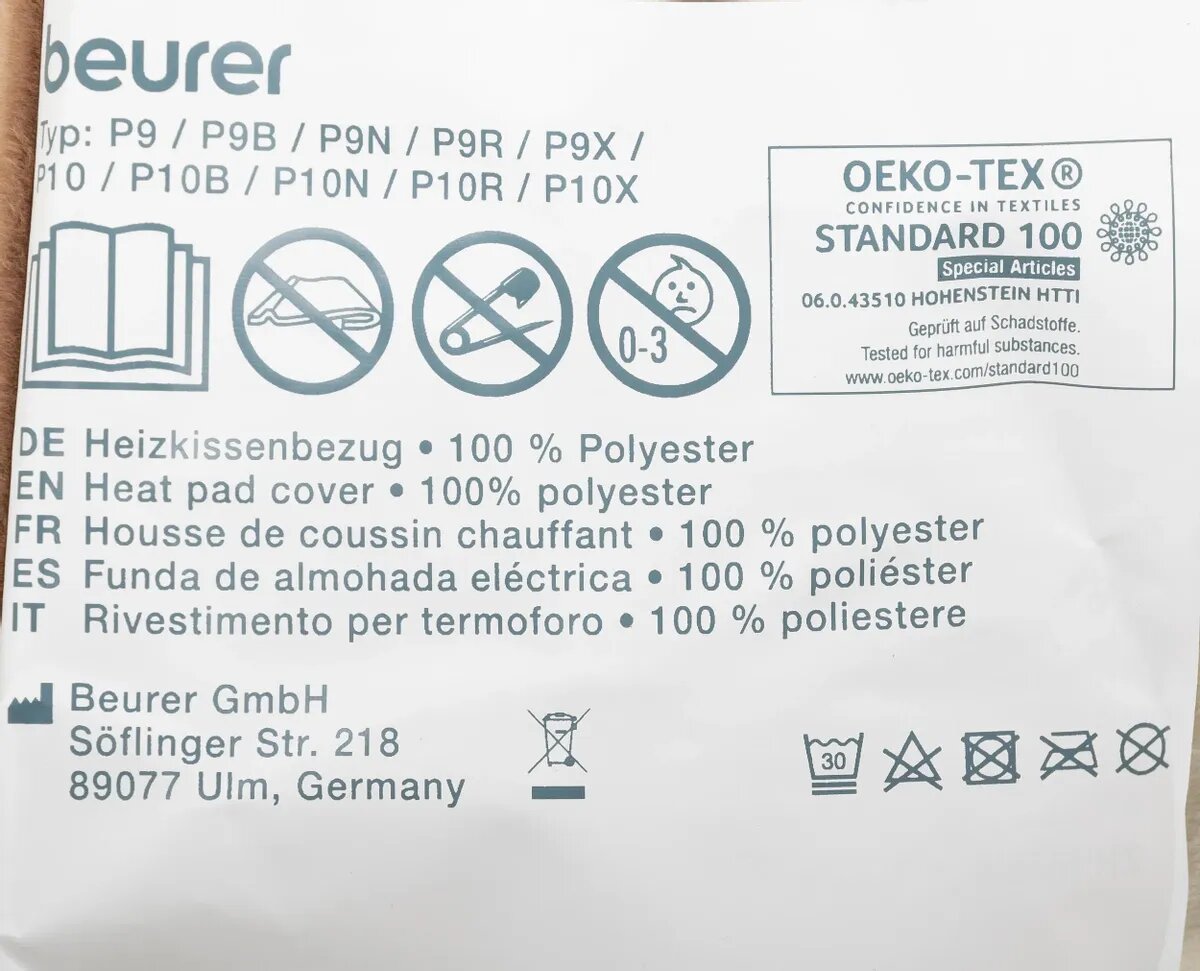 beurer
Typ: P9 / P9B / P9N / P9R / P9X /
P10 / P10B / P10N / P10R / P10X
OEKO-TEX®
CONFIDENCE IN TEXTILES
STANDARD 100
Special Articles
06.0.43510 HOHENSTEIN HTTI
Geprüft auf Schadstoffe.
Tested for harmful substances.
www.oeko-tex.com/standard100
0-3
DE Heizkissenbezug • 100 % Polyester
EN Heat pad cover • 100% polyester
FR Housse de coussin chauffant • 100 % polyester
ES Funda de almohada eléctrica • 100 % poliéster
IT Rivestimento per termoforo • 100 % poliestere
Beurer GmbH
Söflinger Str. 218
89077 Ulm, Germany
30